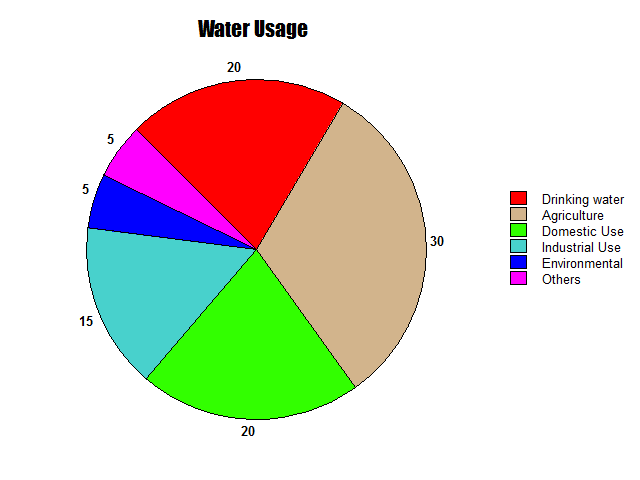 Water Usage
20
5
5
30
15
20
Drinking water
Agriculture
Domestic Use
Industrial Use
Environmental
Others